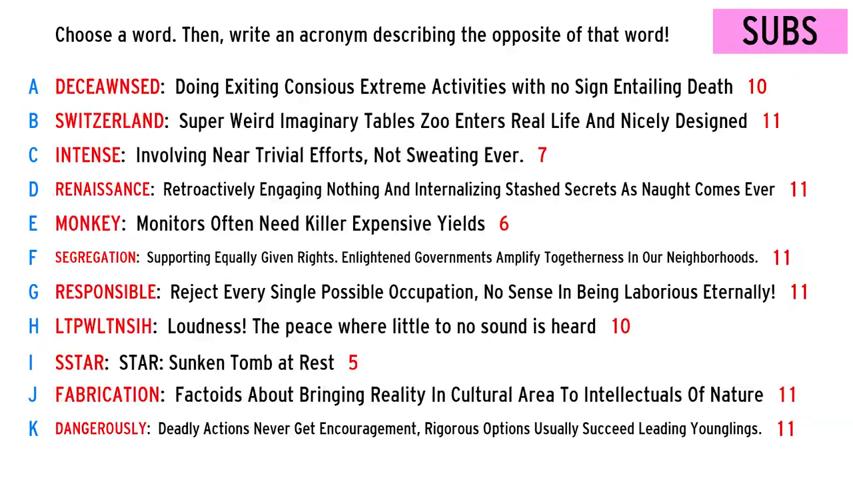 Choose a word. Then, write an acronym describing the opposite of that word!
SUBS
A DECEAWNSED: Doing Exiting Consious Extreme Activities with no Sign Entailing Death 10
B SWITZERLAND: Super Weird Imaginary Tables Zoo Enters Real Life And Nicely Designed 11
C INTENSE: Involving Near Trivial Efforts, Not Sweating Ever. 7
D RENAISSANCE: Retroactively Engaging Nothing And Internalizing Stashed Secrets As Naught Comes Ever 11
E MONKEY: Monitors Often Need Killer Expensive Yields 6
F SEGREGATION: Supporting Equally Given Rights. Enlightened Governments Amplify Togetherness In Our Neighborhoods. 11
G RESPONSIBLE: Reject Every Single Possible Occupation, No Sense In Being Laborious Eternally! 11
H LTPWLTNSIH: Loudness! The peace where little to no sound is heard 10
I SSTAR: STAR: Sunken Tomb at Rest 5
J FABRICATION: Factoids About Bringing Reality In Cultural Area To Intellectuals Of Nature 11
K DANGEROUSLY: Deadly Actions Never Get Encouragement, Rigorous Options Usually Succeed Leading Younglings. 11